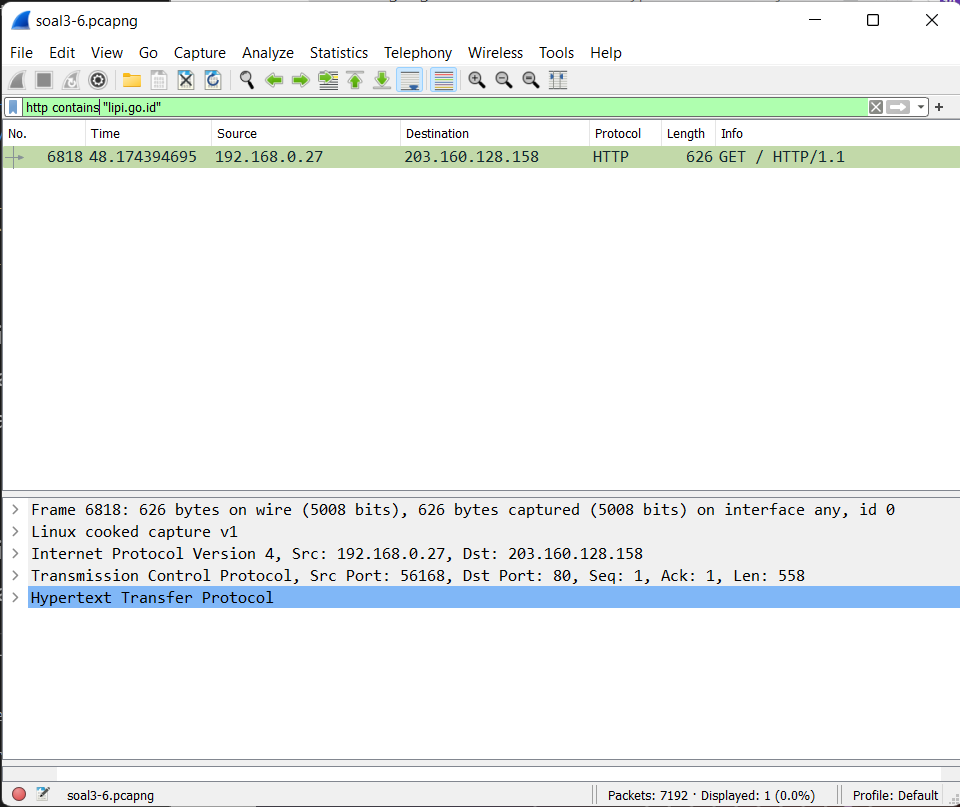 soal3-6.pcapng
File Edit View Go Capture Analyze Statistics Telephony Wireless Tools Help
http contains "lipi.go.id"
No. Time Source Destination Protocol Length Info
6818 48.174394695 192.168.0.27 203.160.128.158 HTTP 626 GET / HTTP/1.1
Frame 6818: 626 bytes on wire (5008 bits), 626 bytes captured (5008 bits) on interface any, id 0
Linux cooked capture v1
Internet Protocol Version 4, Src: 192.168.0.27, Dst: 203.160.128.158
Transmission Control Protocol, Src Port: 56168, Dst Port: 80, Seq: 1, Ack: 1, Len: 558
Hypertext Transfer Protocol
soal3-6.pcapng Packets: 7192 · Displayed: 1 (0.0%) Profile: Default